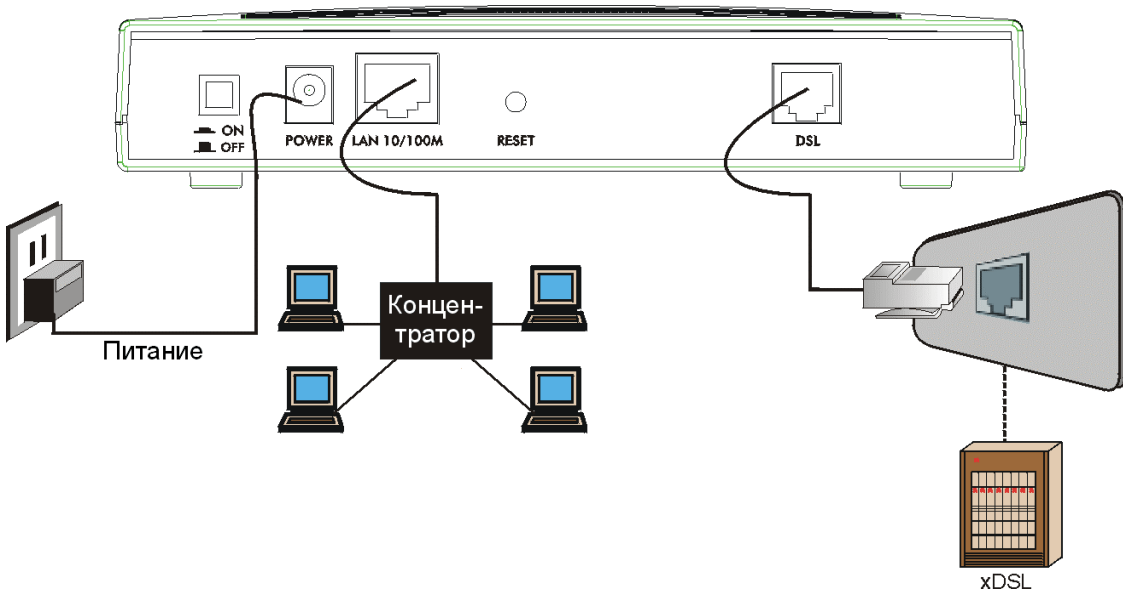 ON
OFF
POWER
LAN 10/100M
RESET
DSL
Питание
Концен-
тратор
xDSL